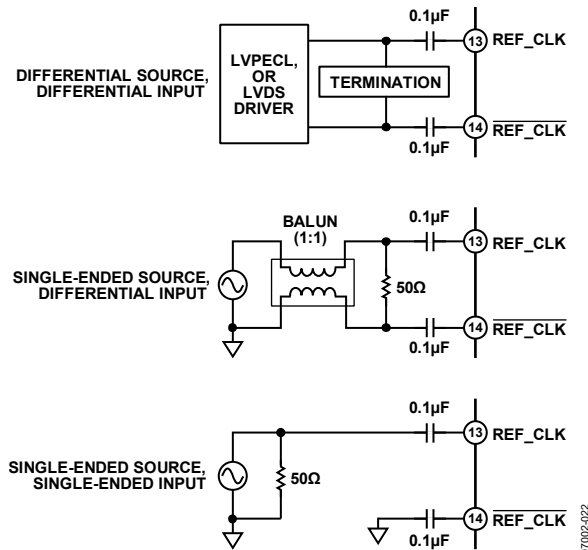 DIFFERENTIAL SOURCE,
DIFFERENTIAL INPUT
LVPECL,
OR
LVDS
DRIVER
TERMINATION
0.1µF
13
REF_CLK
14
REF_CLK
0.1µF
SINGLE-ENDED SOURCE,
DIFFERENTIAL INPUT
BALUN
(1:1)
50Ω
0.1µF
13
REF_CLK
14
REF_CLK
0.1µF
SINGLE-ENDED SOURCE,
SINGLE-ENDED INPUT
50Ω
0.1µF
13
REF_CLK
14
REF_CLK
0.1µF
7002-022